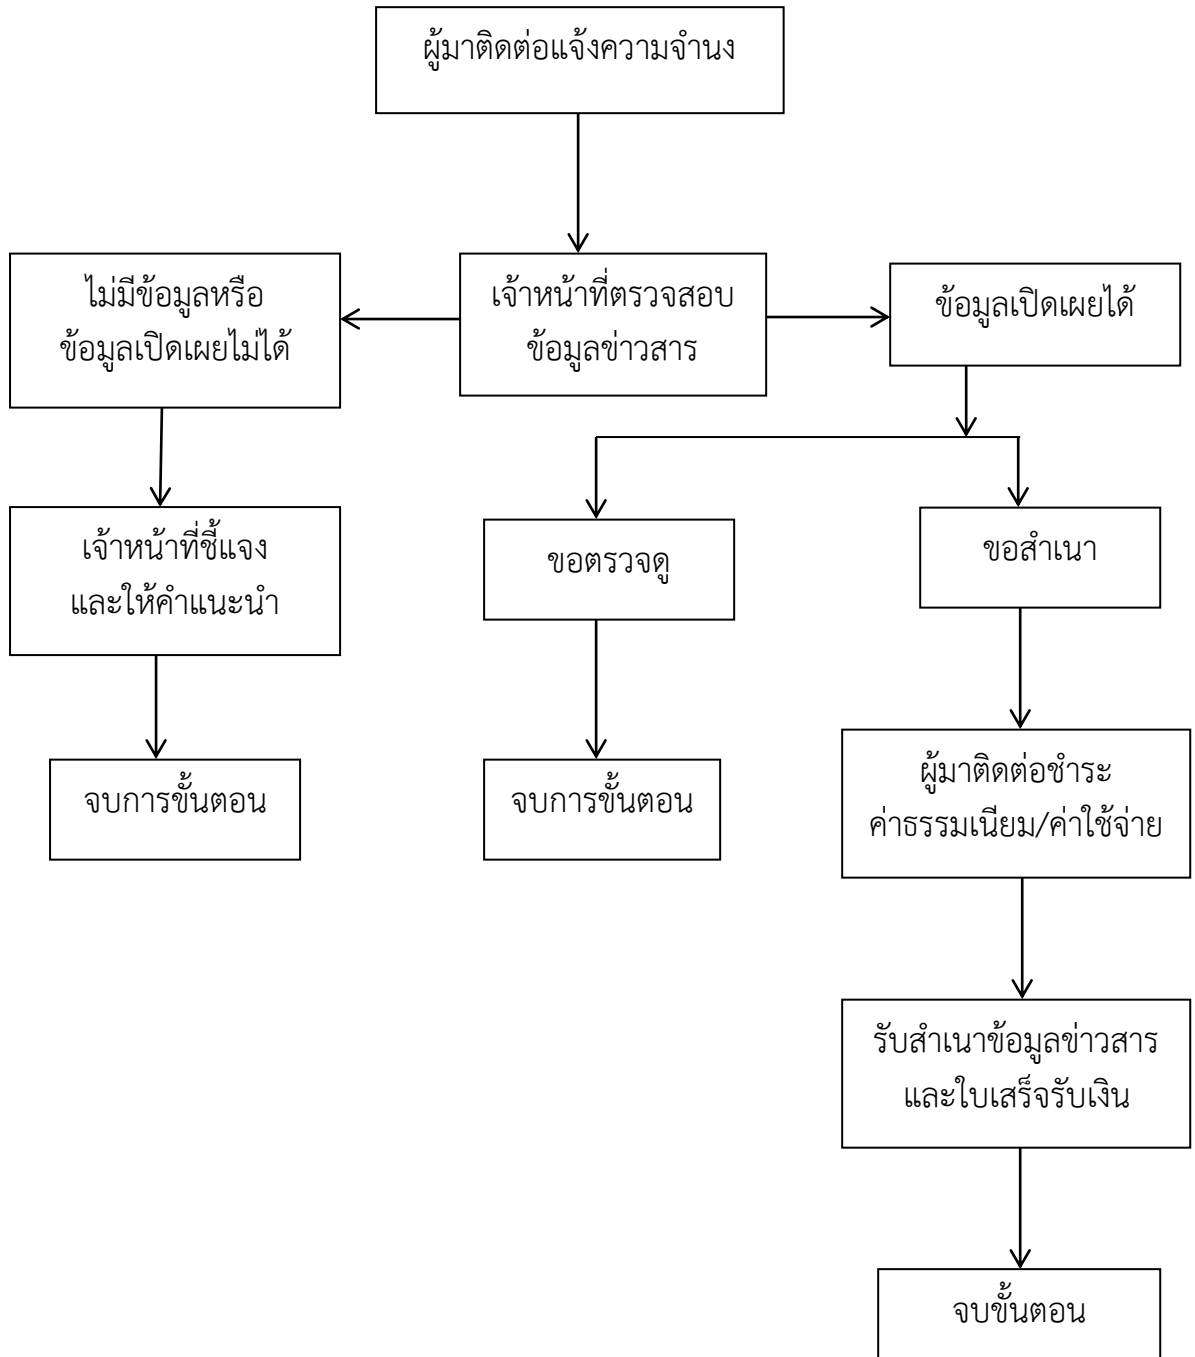 ผู้มาติดต่อแจ้งความจำนง
ไม่มีข้อมูลหรือ
ข้อมูลเปิดเผยไม่ได้
เจ้าหน้าที่ตรวจสอบ
ข้อมูลข่าวสาร
ข้อมูลเปิดเผยได้
เจ้าหน้าที่ชี้แจง
และให้คำแนะนำ
ขอตรวจดู
ขอสำเนา
จบการขั้นตอน
จบการขั้นตอน
ผู้มาติดต่อชำระ
ค่าธรรมเนียม/ค่าใช้จ่าย
รับสำเนาข้อมูลข่าวสาร
และใบเสร็จรับเงิน
จบขั้นตอน